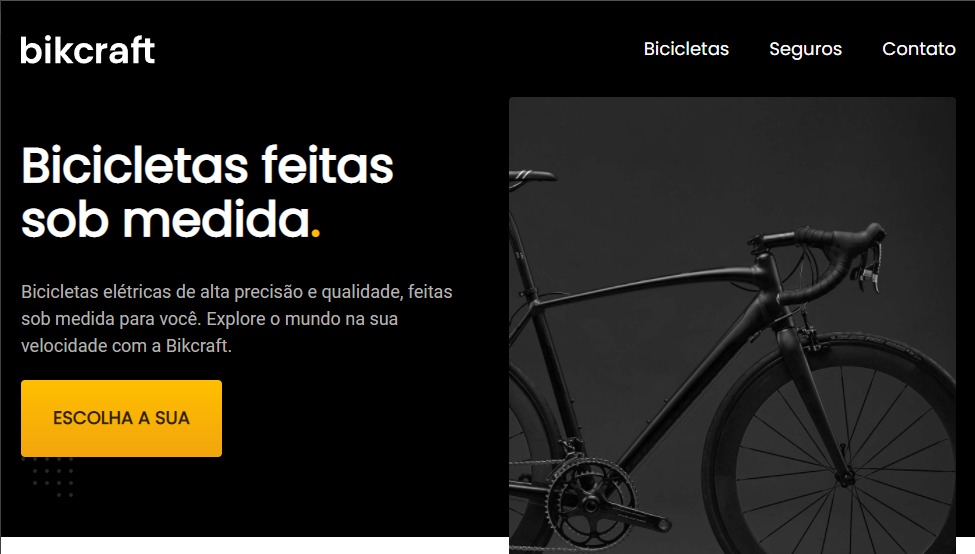 bikcraft
Bicicletas Seguros Contato
Bicicletas feitas
sob medida.
Bicicletas elétricas de alta precisão e qualidade, feitas
sob medida para você. Explore o mundo na sua
velocidade com a Bikcraft.
ESCOLHA A SUA